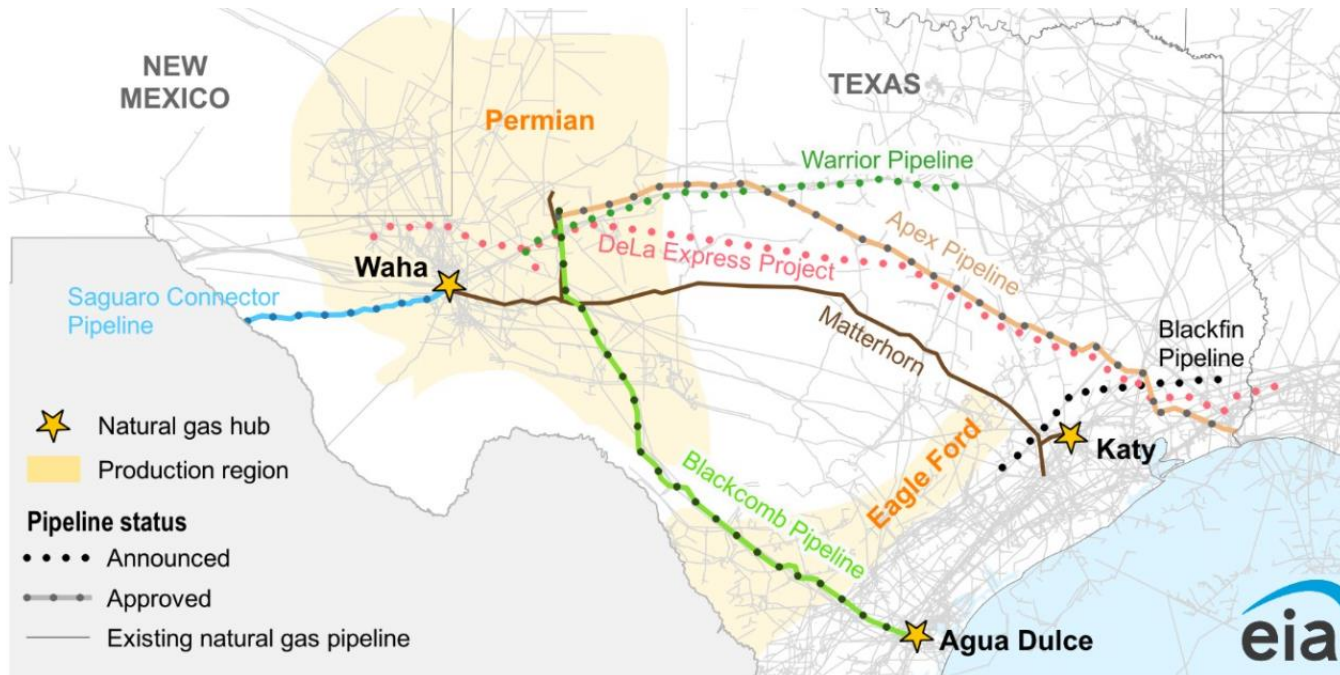 NEW
MEXICO
TEXAS
Permian
Warrior Pipeline
Apex Pipeline
DeLa Express Project
Waha
Saguaro Connector
Pipeline
Matterhorn
Blackfin
Pipeline
Katy
Eagle Ford
Blackcomb Pipeline
Agua Dulce
Natural gas hub
Production region
Pipeline status
Announced
Approved
Existing natural gas pipeline
eia